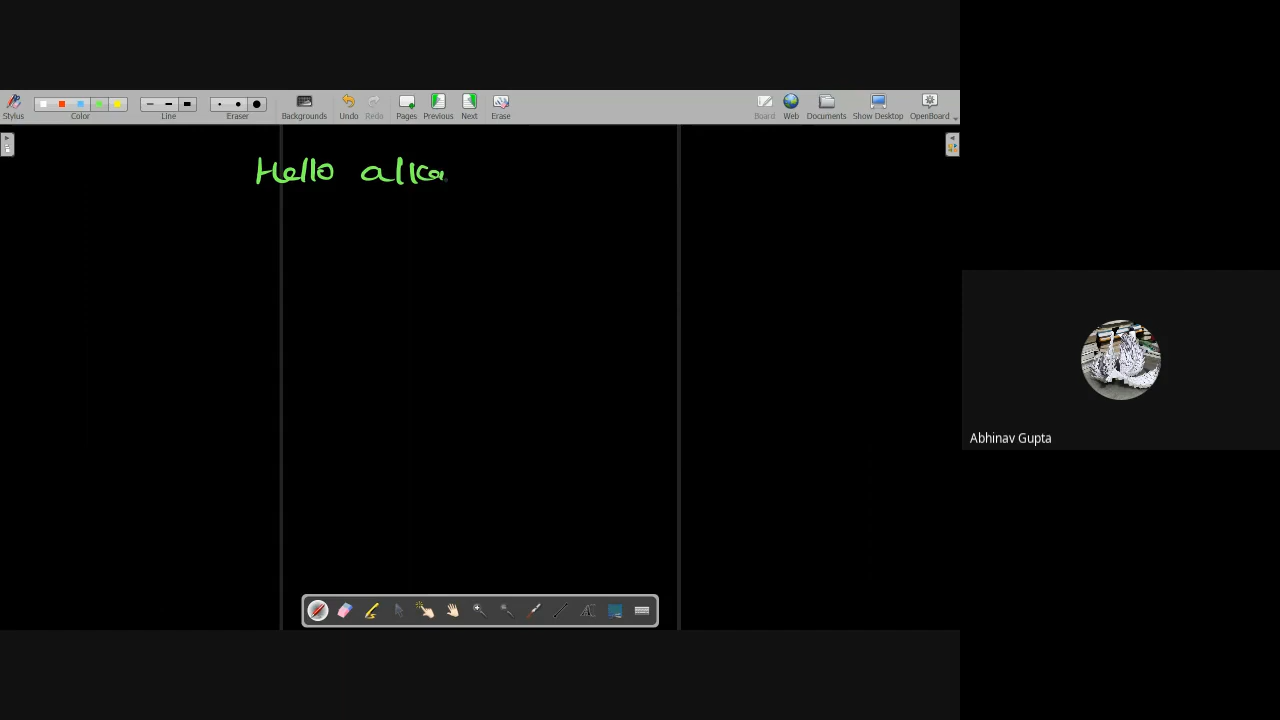 Stylus Color Line Eraser Backgrounds Undo Redo Pages Previous Next Erase Board Web Documents Show Desktop OpenBoard
Hello alka
Abhinav Gupta